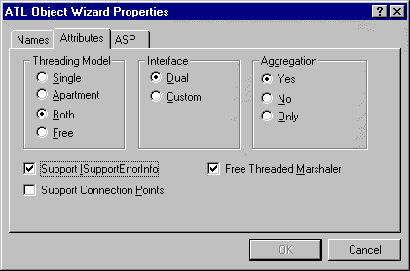 ATL Object Wizard Properties
Names Attributes ASP
Threading Model Interface Aggregation
Single Dual Yes
Apartment Custom No
Both Only
Free
Support ISupportErrorInfo Free Threaded Marshaler
Support Connection Points
OK Cancel